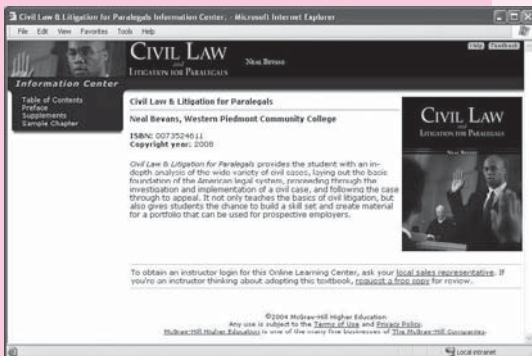 Civil Law & Litigation for Paralegals Information Center. - Microsoft Internet Explorer
File Edit View Favorites Tools Help
Help Feedback
CIVIL LAW
and
LITIGATION FOR PARALEGALS
NEAL BEVANS
Information Center
Table of Contents
Preface
Supplements
Sample Chapter
Civil Law & Litigation for Paralegals
Neal Bevans, Western Piedmont Community College
ISBN: 0073524611
Copyright year: 2008
Civil Law & Litigation for Paralegals provides the student with an in-
depth analysis of the wide variety of civil cases, laying out the basic
foundation of the American legal system, proceeding through the
investigation and implementation of a civil case, and following the case
through to appeal. It not only teaches the basics of civil litigation, but
also gives students the chance to build a skill set and create material
for a portfolio that can be used for prospective employers.
CIVIL LAW
and
LITIGATION FOR PARALEGALS
NEAL BEVANS
To obtain an instructor login for this Online Learning Center, ask your local sales representative. If
you're an instructor thinking about adopting this textbook, request a free copy for review.
©2004 McGraw-Hill Higher Education
Any use is subject to the Terms of Use and Privacy Policy.
McGraw-Hill Higher Education is one of the many fine businesses of The McGraw-Hill Companies.
Local intranet